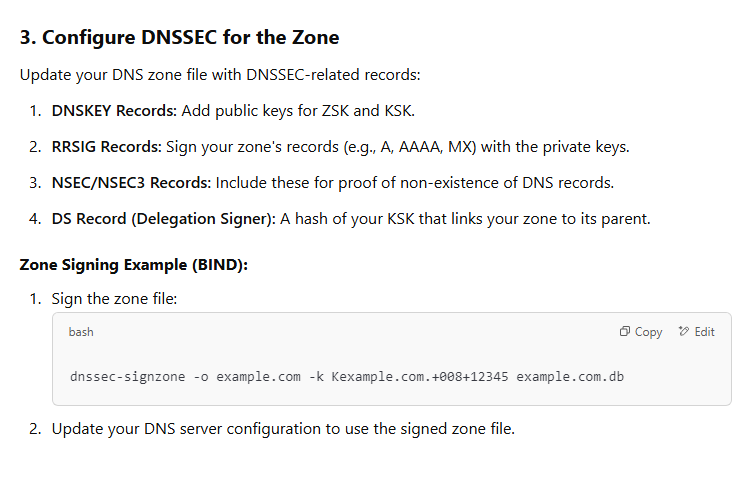 3. Configure DNSSEC for the Zone
Update your DNS zone file with DNSSEC-related records:
1. DNSKEY Records: Add public keys for ZSK and KSK.
2. RRSIG Records: Sign your zone's records (e.g., A, AAAA, MX) with the private keys.
3. NSEC/NSEC3 Records: Include these for proof of non-existence of DNS records.
4. DS Record (Delegation Signer): A hash of your KSK that links your zone to its parent.
Zone Signing Example (BIND):
1. Sign the zone file:
bash Copy Edit
dnssec-signzone -o example.com -k Kexample.com.+008+12345 example.com.db
2. Update your DNS server configuration to use the signed zone file.